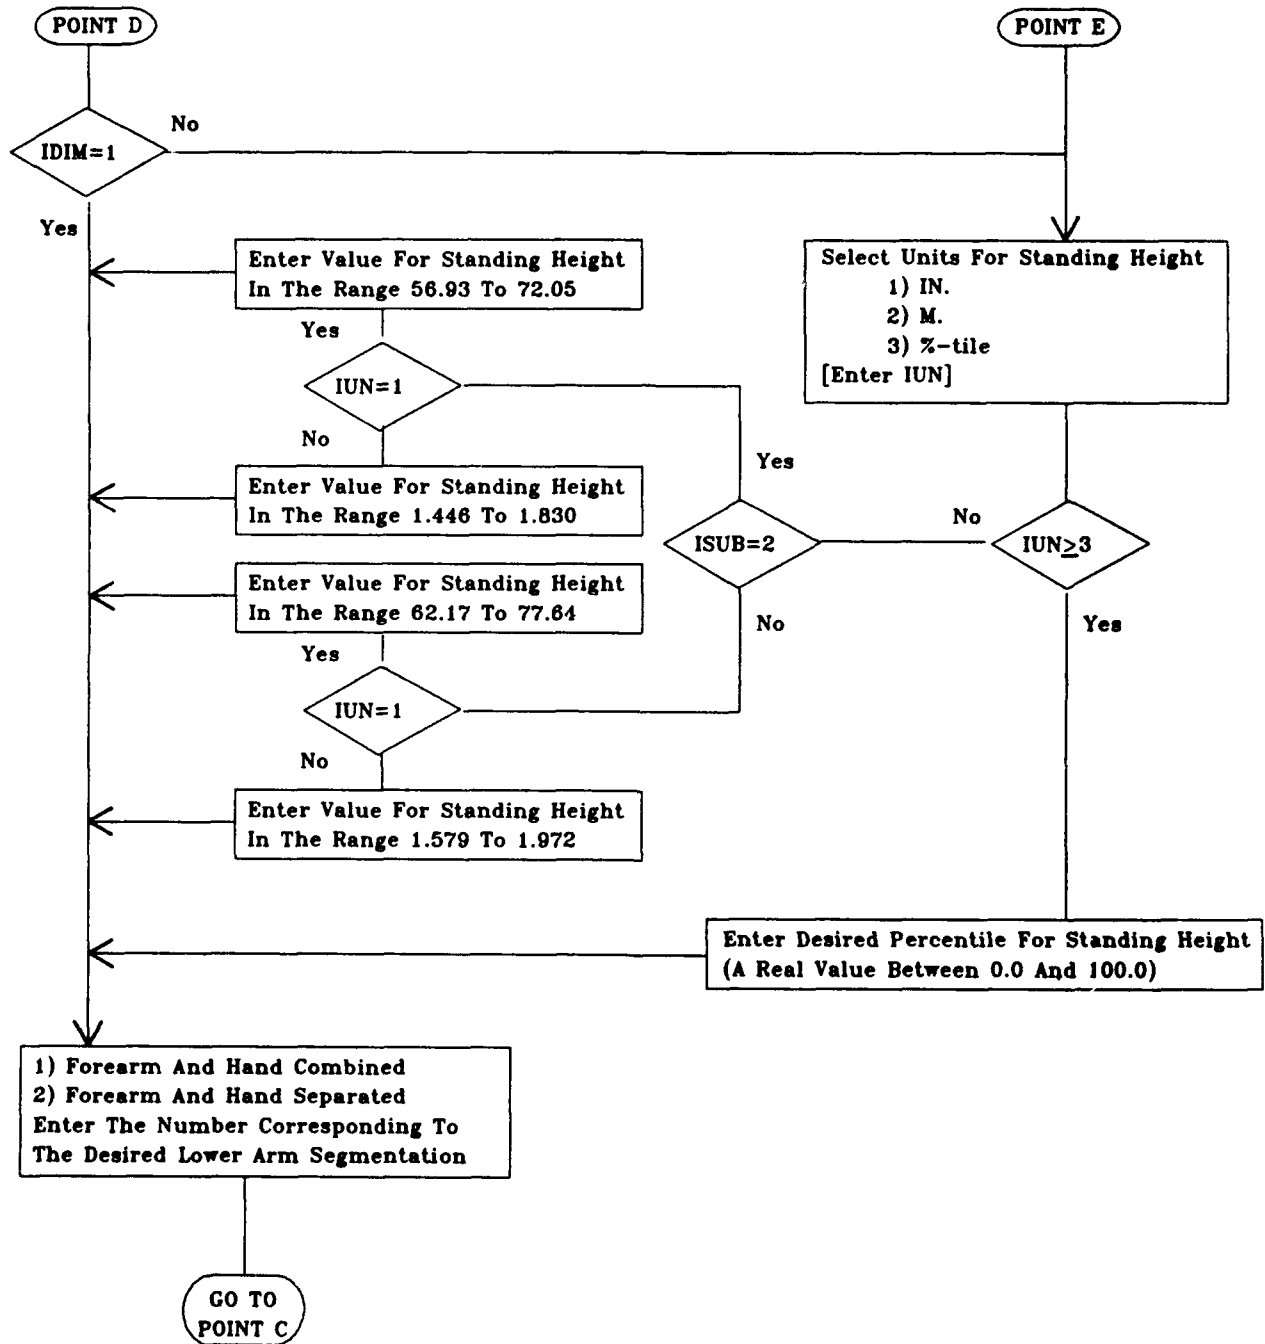 POINT D
POINT E
No
IDIM=1
Yes
Enter Value For Standing Height
In The Range 56.93 To 72.05
Select Units For Standing Height
1) IN.
2) M.
3) %-tile
[Enter IUN]
Yes
IUN=1
No
Yes
Enter Value For Standing Height
In The Range 1.446 To 1.830
No
ISUB=2
IUN≥3
Enter Value For Standing Height
In The Range 62.17 To 77.64
No
Yes
Yes
IUN=1
No
Enter Value For Standing Height
In The Range 1.579 To 1.972
Enter Desired Percentile For Standing Height
(A Real Value Between 0.0 And 100.0)
1) Forearm And Hand Combined
2) Forearm And Hand Separated
Enter The Number Corresponding To
The Desired Lower Arm Segmentation
GO TO
POINT C